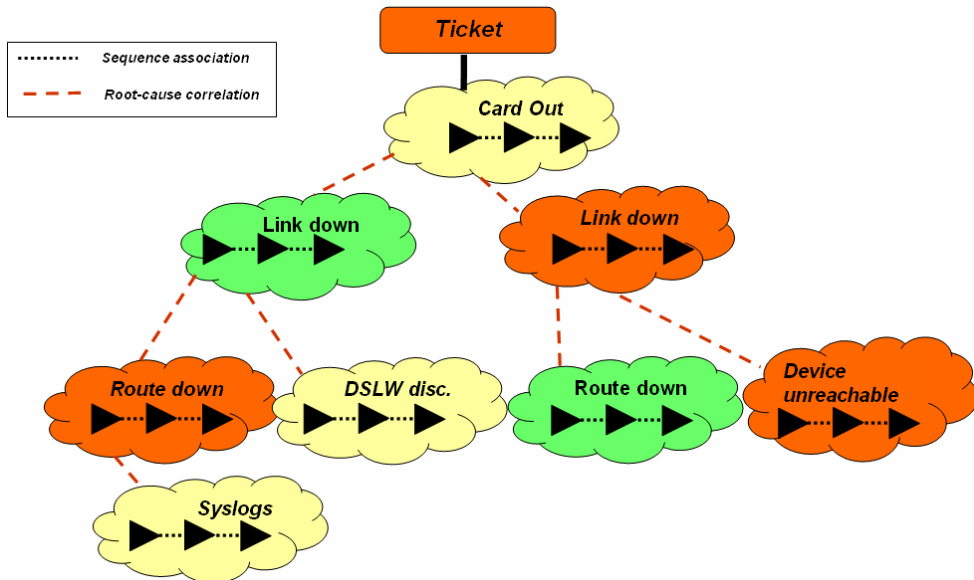 Ticket
Sequence association
Root-cause correlation
Card Out
Link down
Link down
Route down
DSLW disc.
Route down
Device
unreachable
Syslogs